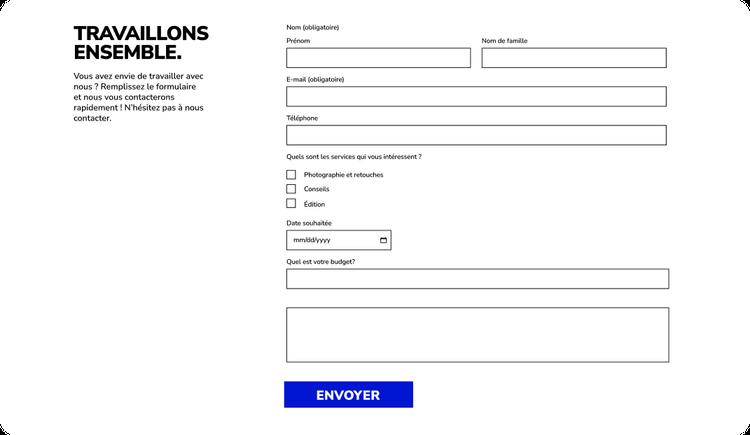 TRAVAILLONS
ENSEMBLE.
Vous avez envie de travailler avec
nous ? Remplissez le formulaire
et nous vous contacterons
rapidement ! N'hésitez pas à nous
contacter.
Nom (obligatoire)
Prénom
Nom de famille
E-mail (obligatoire)
Téléphone
Quels sont les services qui vous intéressent ?
Photographie et retouches
Conseils
Édition
Date souhaitée
mm/dd/yyyy
Quel est votre budget?
ENVOYER